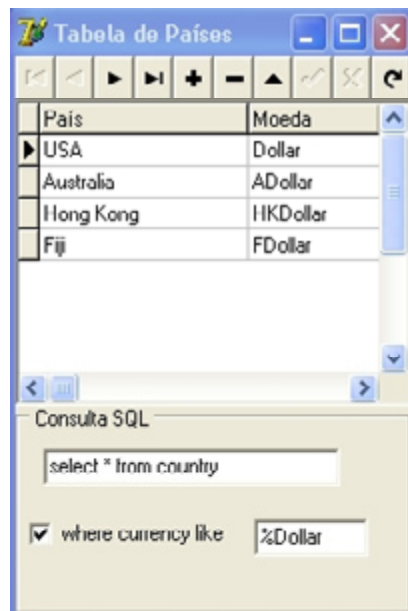 Tabela de Países
País Moeda
USA Dollar
Australia ADollar
Hong Kong HKDollar
Fiji FDollar
Consulta SQL
select * from country
where currency like %Dollar